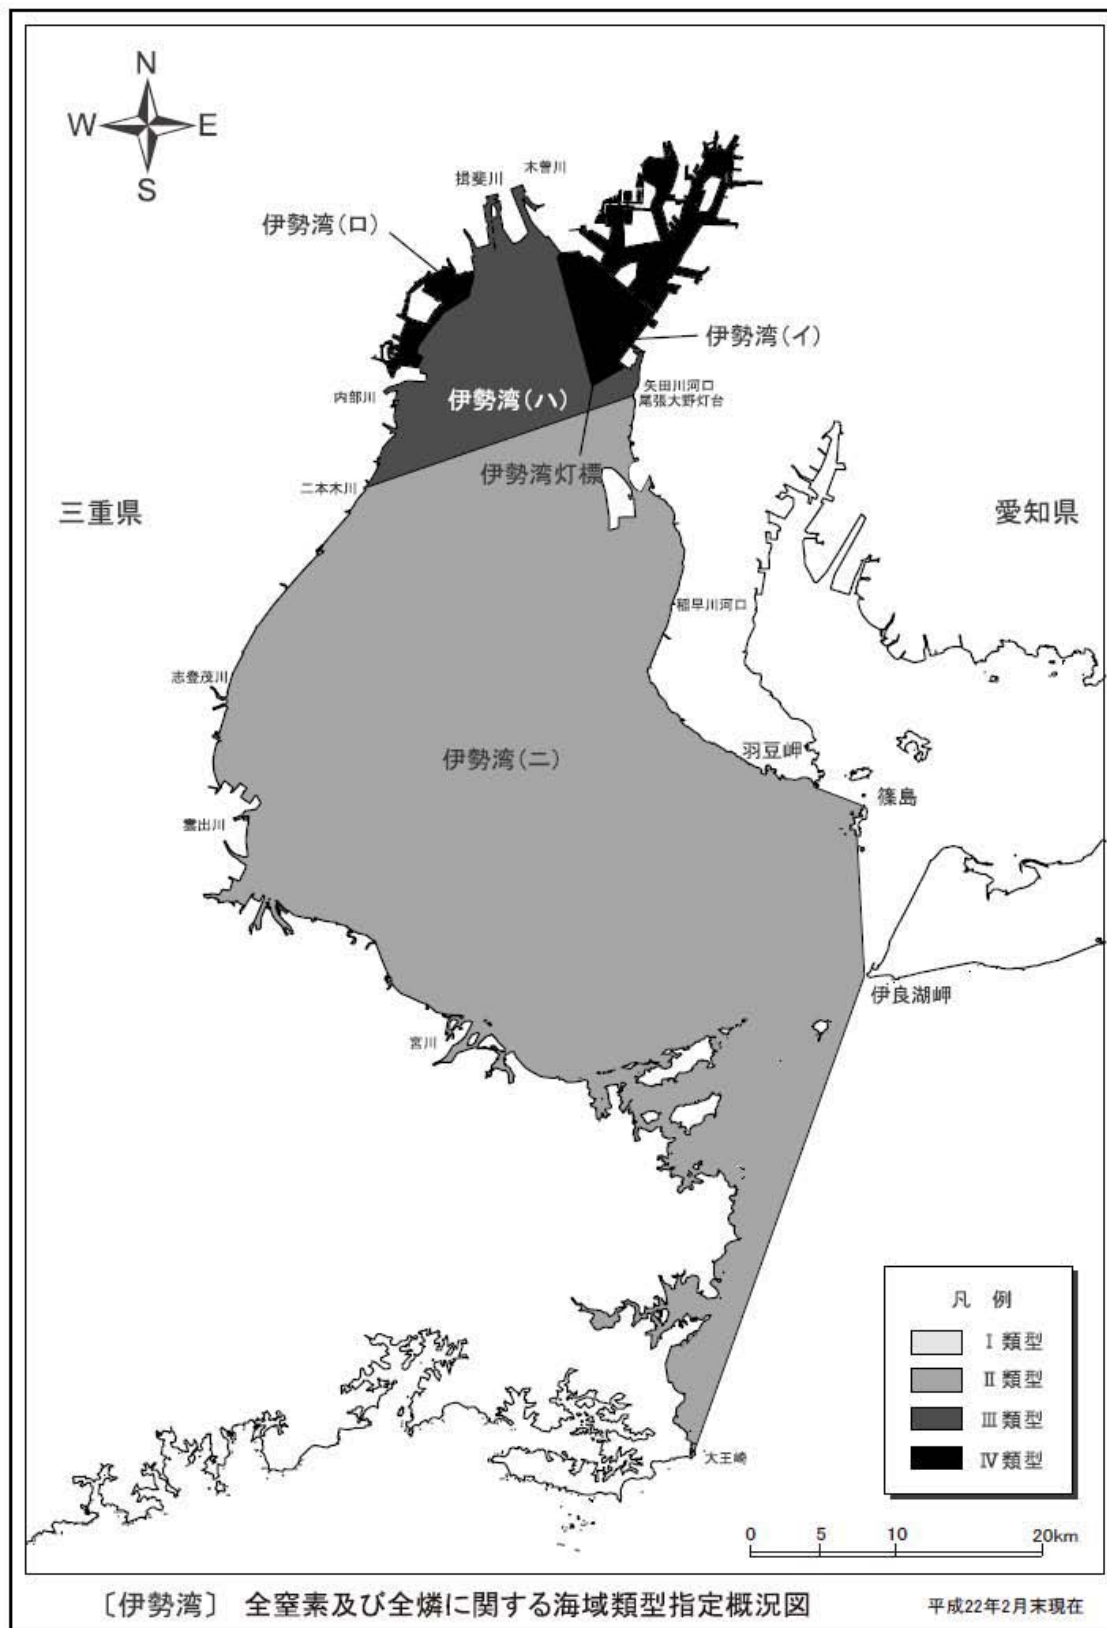 N
W E
S
木曽川
揖斐川
伊勢湾(ロ)
伊勢湾(イ)
内部川
伊勢湾(ハ)
矢田川河口
尾張大野灯台
伊勢湾灯標
二本木川
三重県
愛知県
稲早川河口
志登茂川
伊勢湾(ニ)
羽豆岬
篠島
雲出川
伊良湖岬
宮川
凡 例
Ⅰ類型
Ⅱ類型
Ⅲ類型
Ⅳ類型
大王崎
0 5 10 20km
〔伊勢湾〕 全窒素及び全燐に関する海域類型指定概況図
平成22年2月末現在